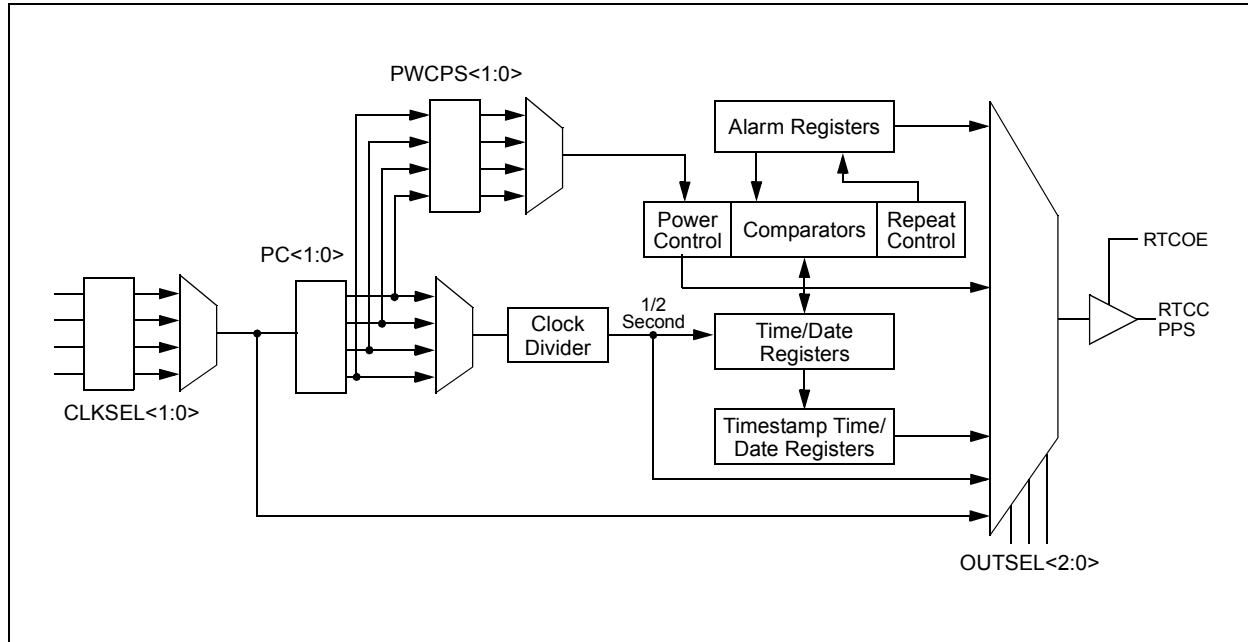 PWCPS<1:0>
Alarm Registers
Power
Control
Comparators
Repeat
Control
PC<1:0>
RTCOE
1/2
Second
Clock
Divider
Time/Date
Registers
RTCC
PPS
CLKSEL<1:0>
Timestamp Time/
Date Registers
OUTSEL<2:0>